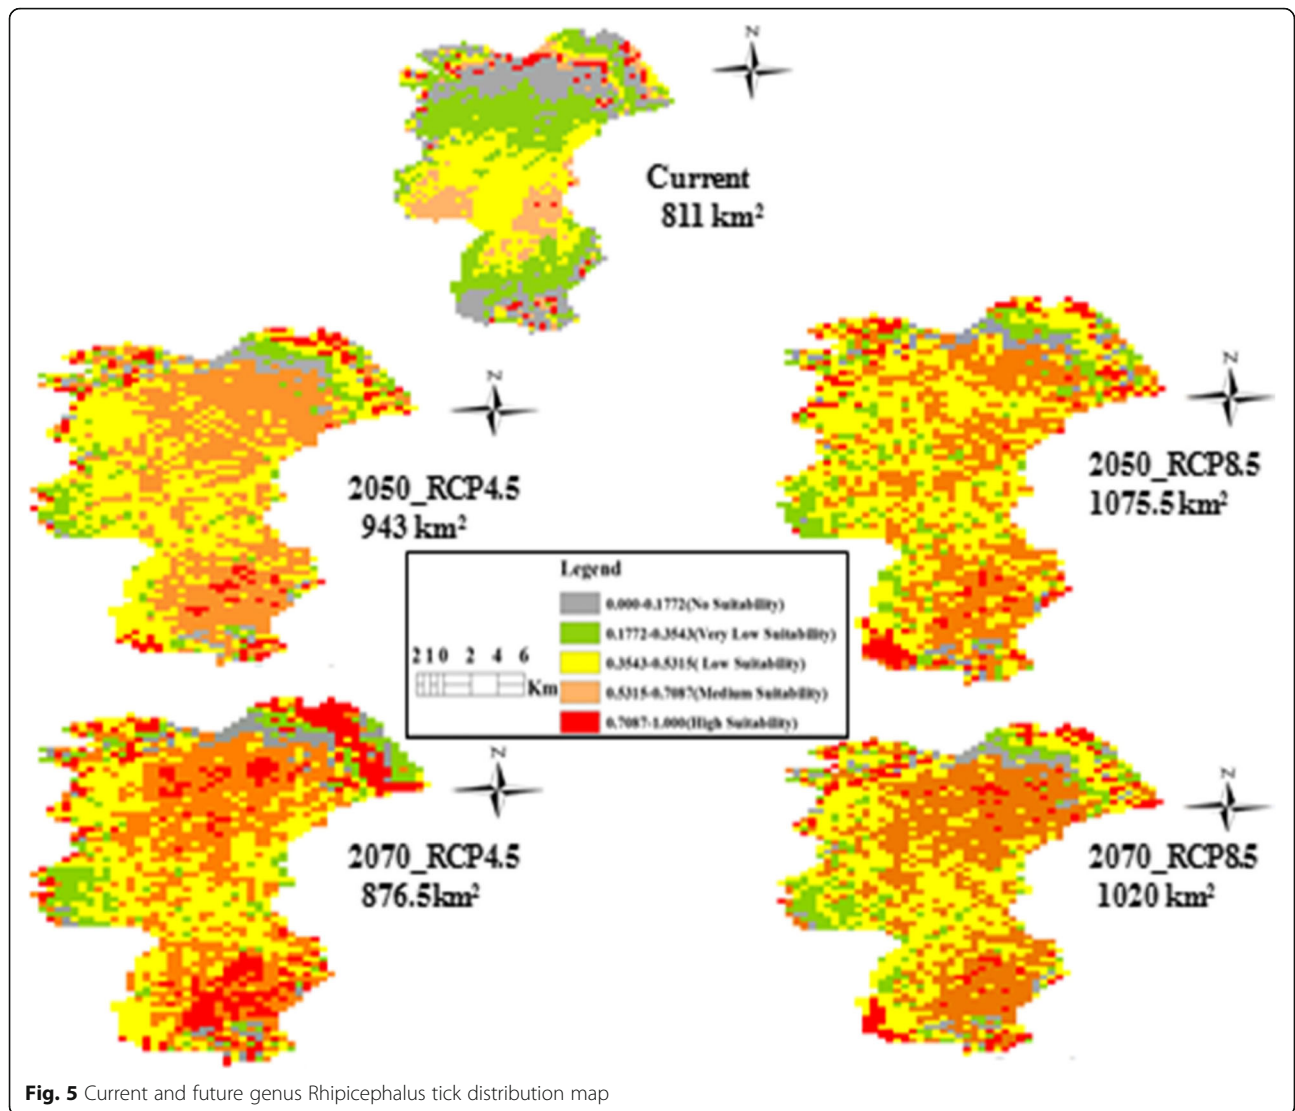 N
Current
811 km²
N
N
2050_RCP4.5
943 km²
2050_RCP8.5
1075.5 km²
Legend
0.000-0.1772(No Suitability)
0.1772-0.3543(Very Low Suitability)
0.3543-0.5315( Low Suitability)
0.5315-0.7087(Medium Suitability)
0.7087-1.000(High Suitability)
2 1 0 2 4 6
Km
N
N
2070_RCP4.5
876.5km²
2070_RCP8.5
1020 km²
Fig. 5 Current and future genus Rhipicephalus tick distribution map